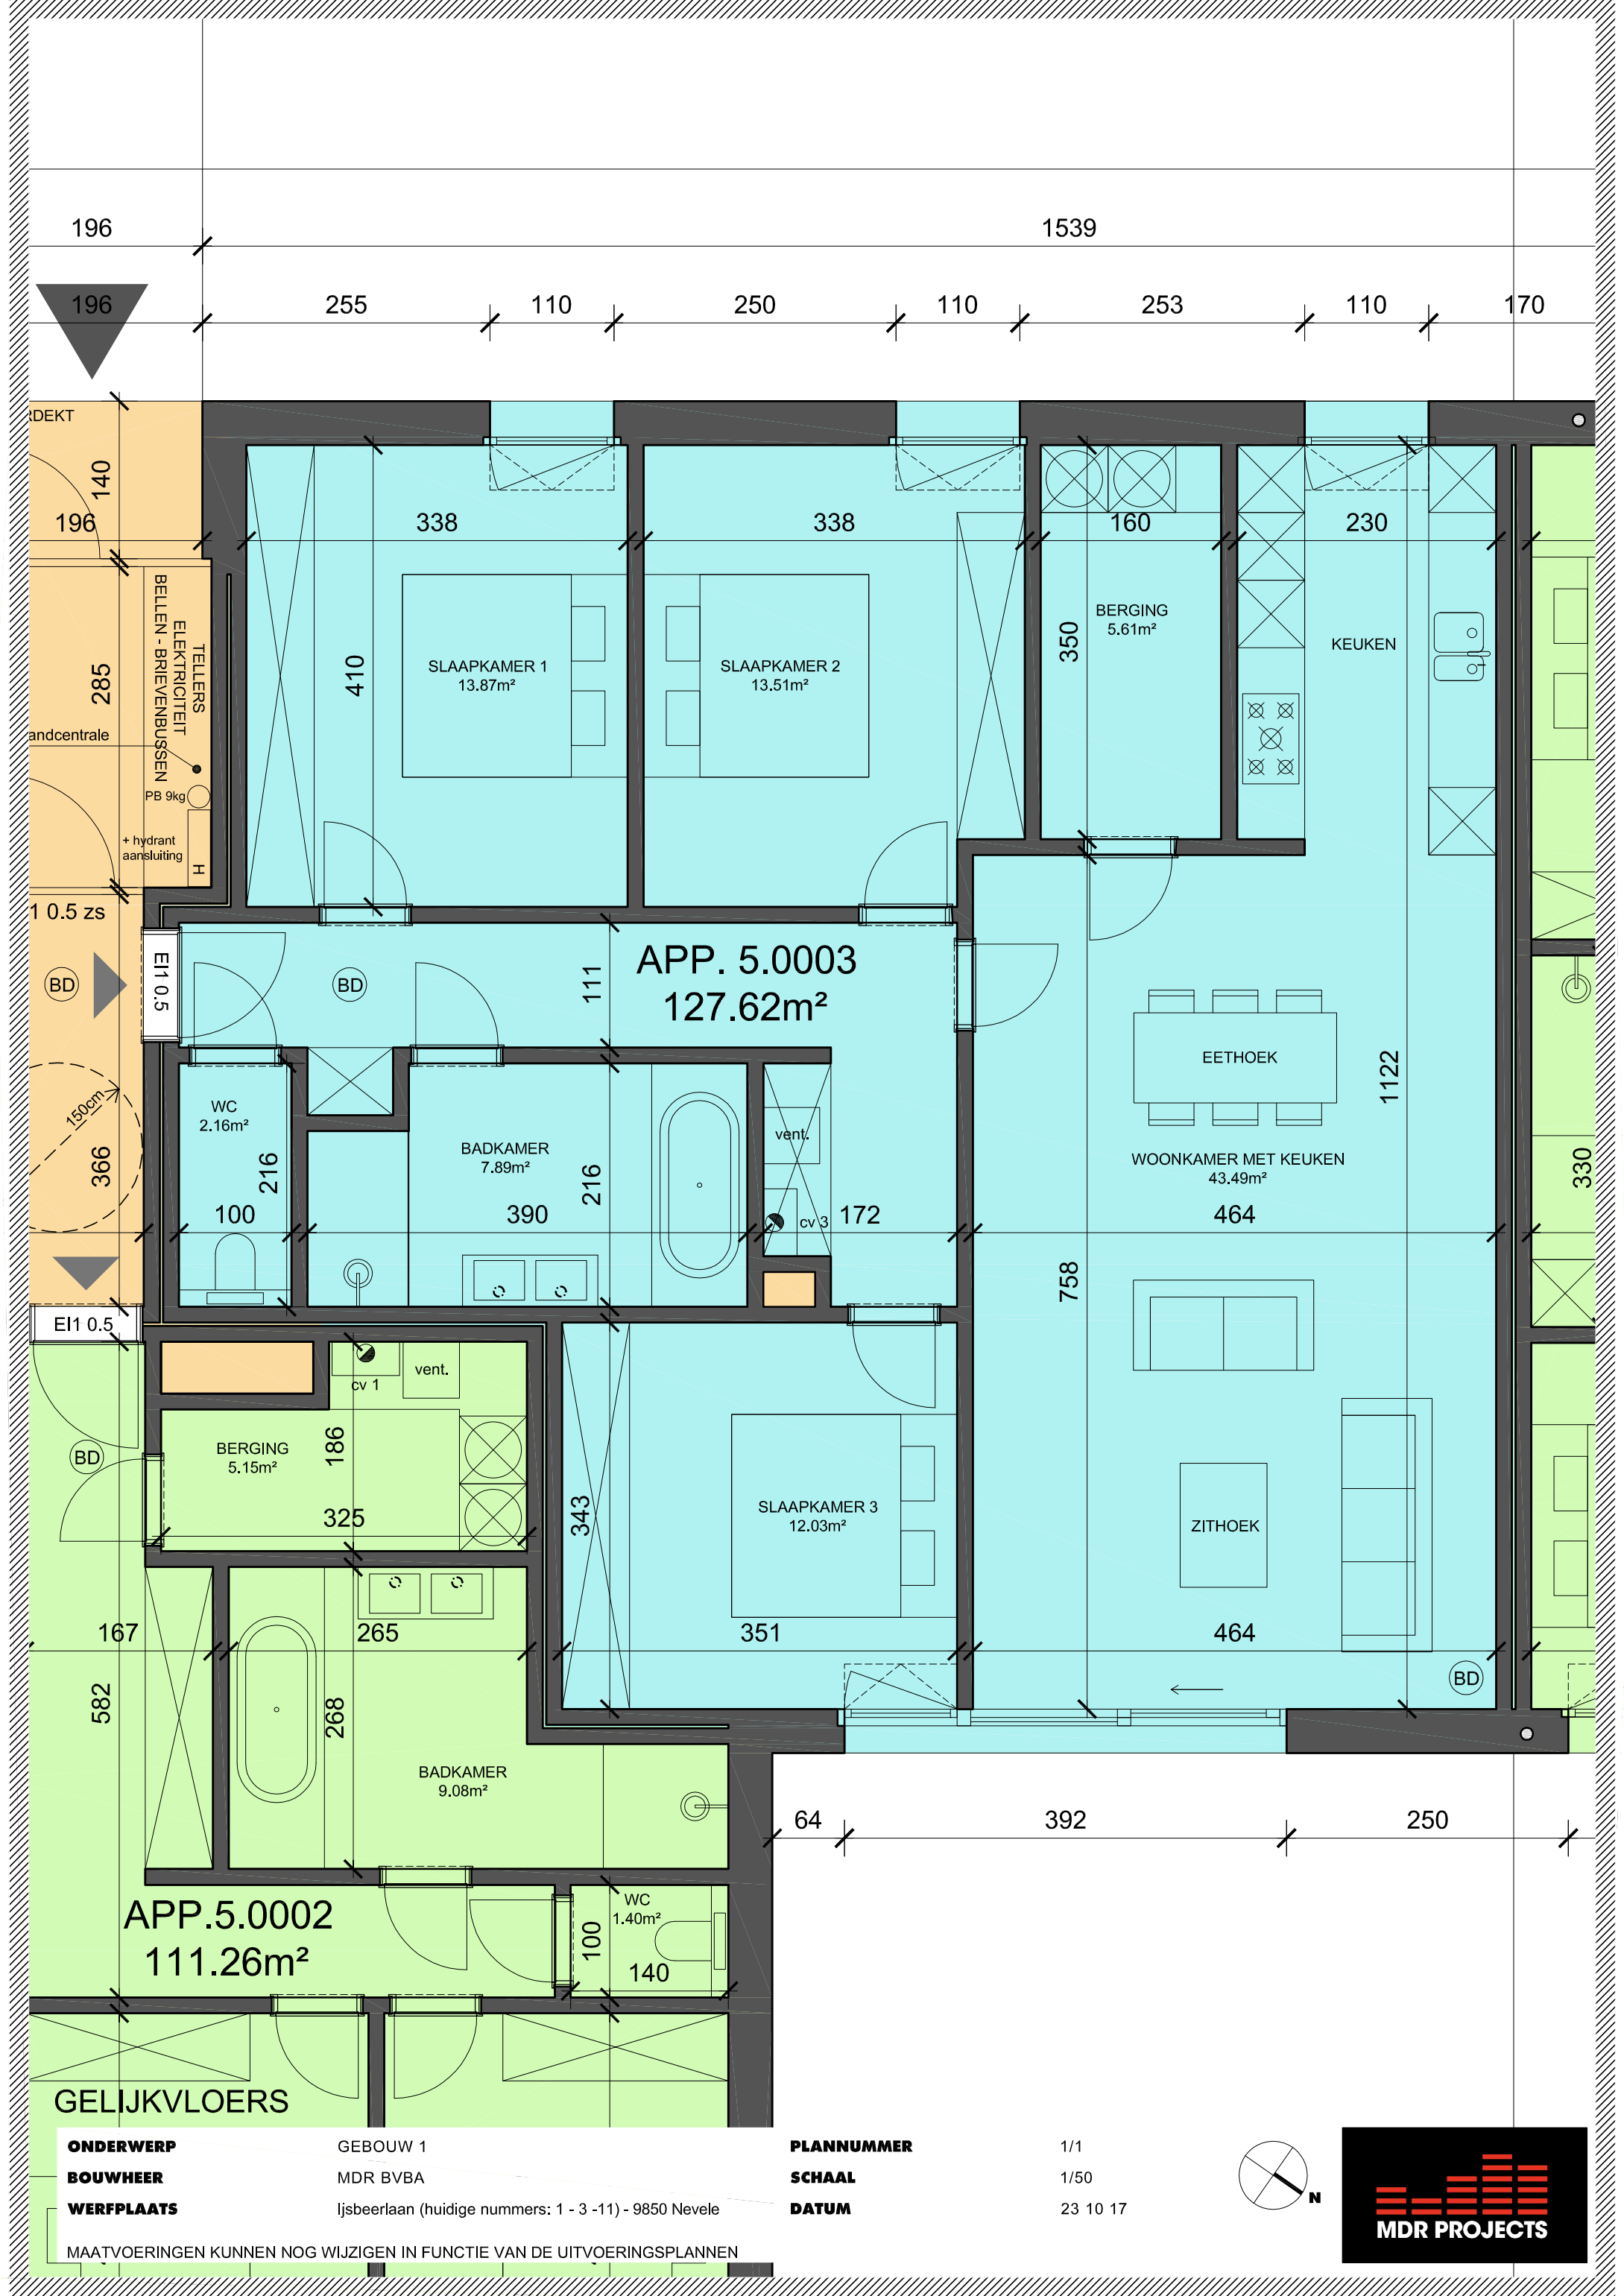 196
1539
196
255
110
250
110
253
110
170
RDEKT
140
196
338
338
160
230
TELLERS
ELEKTRICITEIT
BELLEN - BRIEVENBUSSEN
285
410
SLAAPKAMER 1
13.87m²
SLAAPKAMER 2
13.51m²
350
BERGING
5.61m²
KEUKEN
andcentrale
PB 9kg
+ hydrant
aansluiting
H
1 0.5 zs
BD
EI1 0.5
BD
111
APP. 5.0003
127.62m²
EETHOEK
1122
150cm
366
WC
2.16m²
216
100
BADKAMER
7.89m²
216
390
vent.
cv 3
172
WOONKAMER MET KEUKEN
43.49m²
464
330
758
EI1 0.5
cv 1
vent.
BD
BERGING
5.15m²
186
325
343
SLAAPKAMER 3
12.03m²
ZITHOEK
167
265
351
464
BD
582
268
BADKAMER
9.08m²
64
392
250
APP.5.0002
111.26m²
WC
1.40m²
100
140
GELIJKVLOERS
ONDERWERP GEBOUW 1 PLANNUMMER 1/1
BOUWHEER MDR BVBA SCHAAL 1/50
WERFPLAATS Ijsbeerlaan (huidige nummers: 1 - 3 -11) - 9850 Nevele DATUM 23 10 17
N
MDR PROJECTS
MAATVOERINGEN KUNNEN NOG WIJZIGEN IN FUNCTIE VAN DE UITVOERINGSPLANNEN